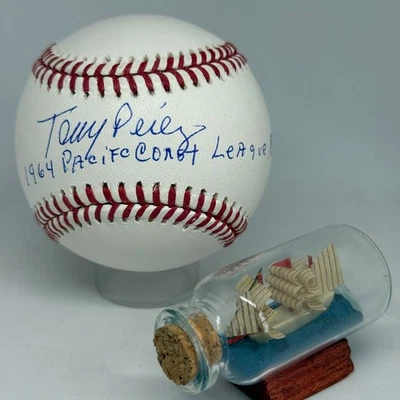 Tony Perez
1964 Pacific Coast League